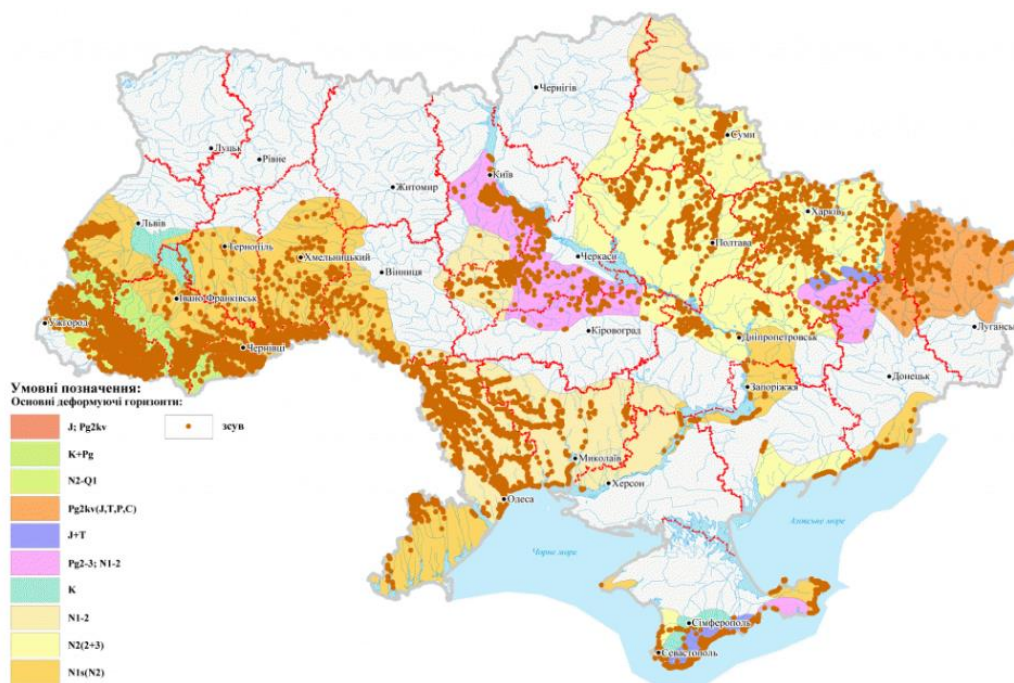 Чернігів
Суми
Луцьк
Рівне
Київ
Житомир
Львів
Харків
Тернопіль
Хмельницький
Полтава
Черкаси
Вінниця
Івано-Франківськ
Ужгород
Кіровоград
Луганськ
Дніпропетровськ
Чернівці
Донецьк
Запоріжжя
Умовні позначення:
Основні деформуючі горизонти:
J; Pg2kv
зсув
K+Pg
N2-Q1
Миколаїв
Херсон
Одеса
Pg2kv(J,T,P,C)
Азовське море
J+T
Чорне море
Pg2-3; N1-2
K
N1-2
Сімферополь
N2(2+3)
Севастополь
N1s(N2)